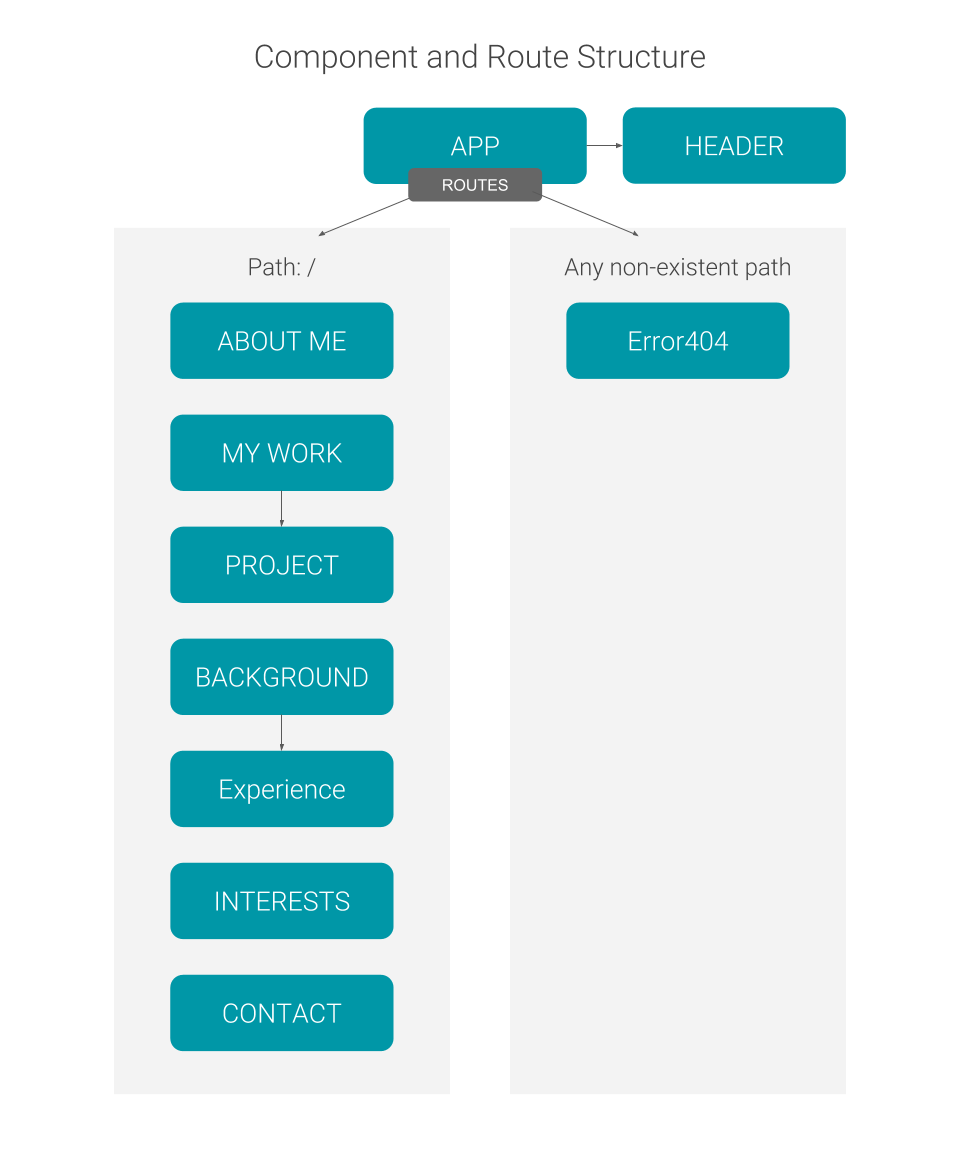 Component and Route Structure
APP
HEADER
ROUTES
Path: /
ABOUT ME
MY WORK
PROJECT
BACKGROUND
Experience
INTERESTS
CONTACT
Any non-existent path
Error404